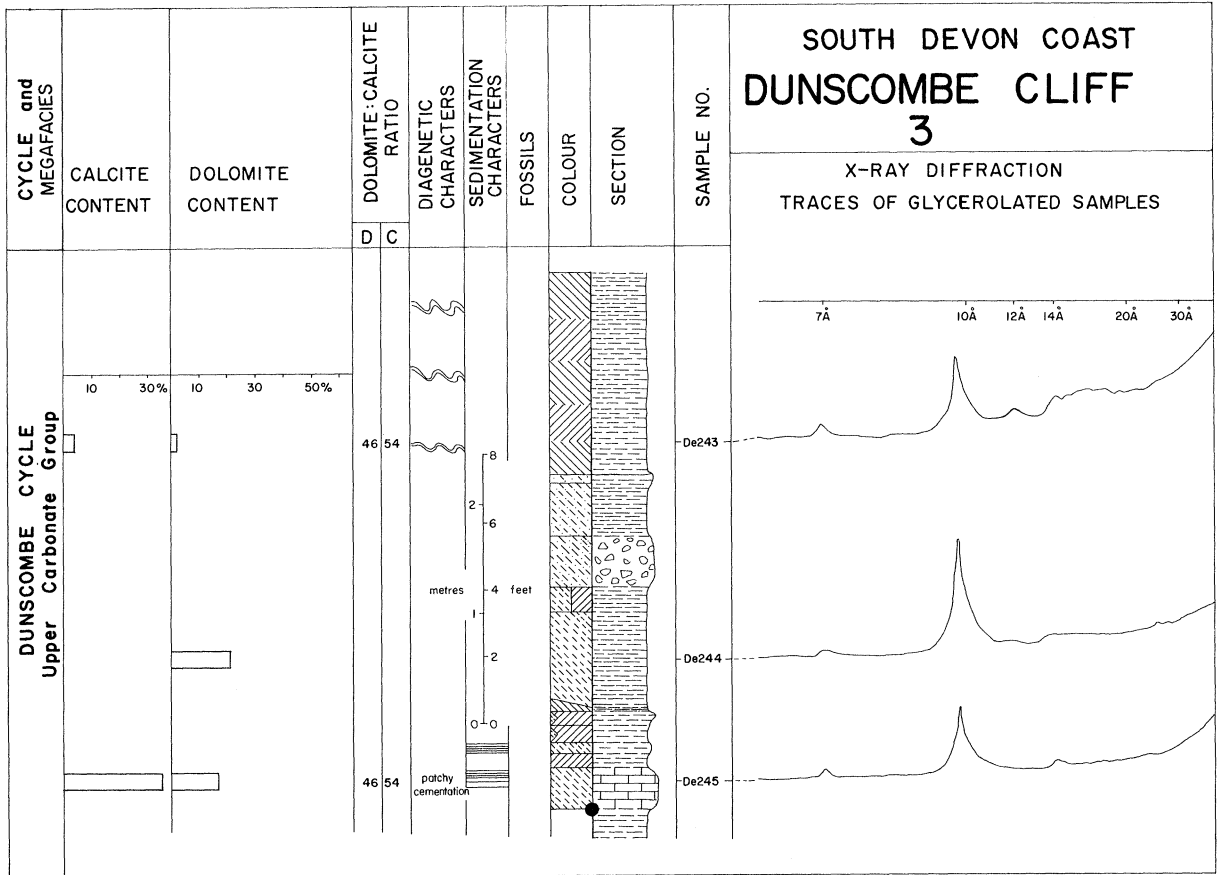 CYCLE and
MEGAFACIES
CALCITE
CONTENT
DOLOMITE
CONTENT
DOLOMITE : CALCITE
RATIO
D C
DIAGENETIC
CHARACTERS
SEDIMENTATION
CHARACTERS
FOSSILS
COLOUR
SECTION
SAMPLE NO.
SOUTH DEVON COAST
DUNSCOMBE CLIFF
3
X-RAY DIFFRACTION
TRACES OF GLYCEROLATED SAMPLES
7Å 10Å 12Å 14Å 20Å 30Å
10 30%
10 30 50%
DUNSCOMBE CYCLE
Upper Carbonate Group
46 54
8
2
6
metres 4 feet
1
2
0 0
46 54
patchy
cementation
De243
De244
De245